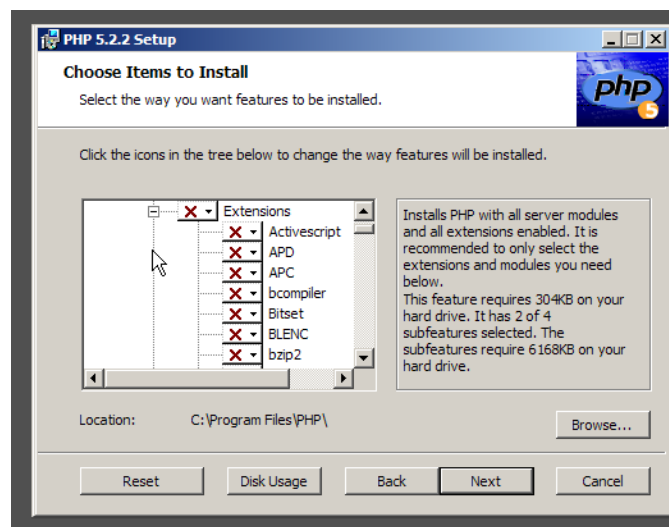 PHP 5.2.2 Setup
Choose Items to Install
Select the way you want features to be installed.
php
5
Click the icons in the tree below to change the way features will be installed.
Extensions
Activescript
APD
APC
bcompiler
Bitset
BLENC
bzip2
Installs PHP with all server modules
and all extensions enabled. It is
recommended to only select the
extensions and modules you need
below.
This feature requires 304KB on your
hard drive. It has 2 of 4
subfeatures selected. The
subfeatures require 6168KB on your
hard drive.
Location: C:\Program Files\PHP\
Browse...
Reset Disk Usage Back Next Cancel